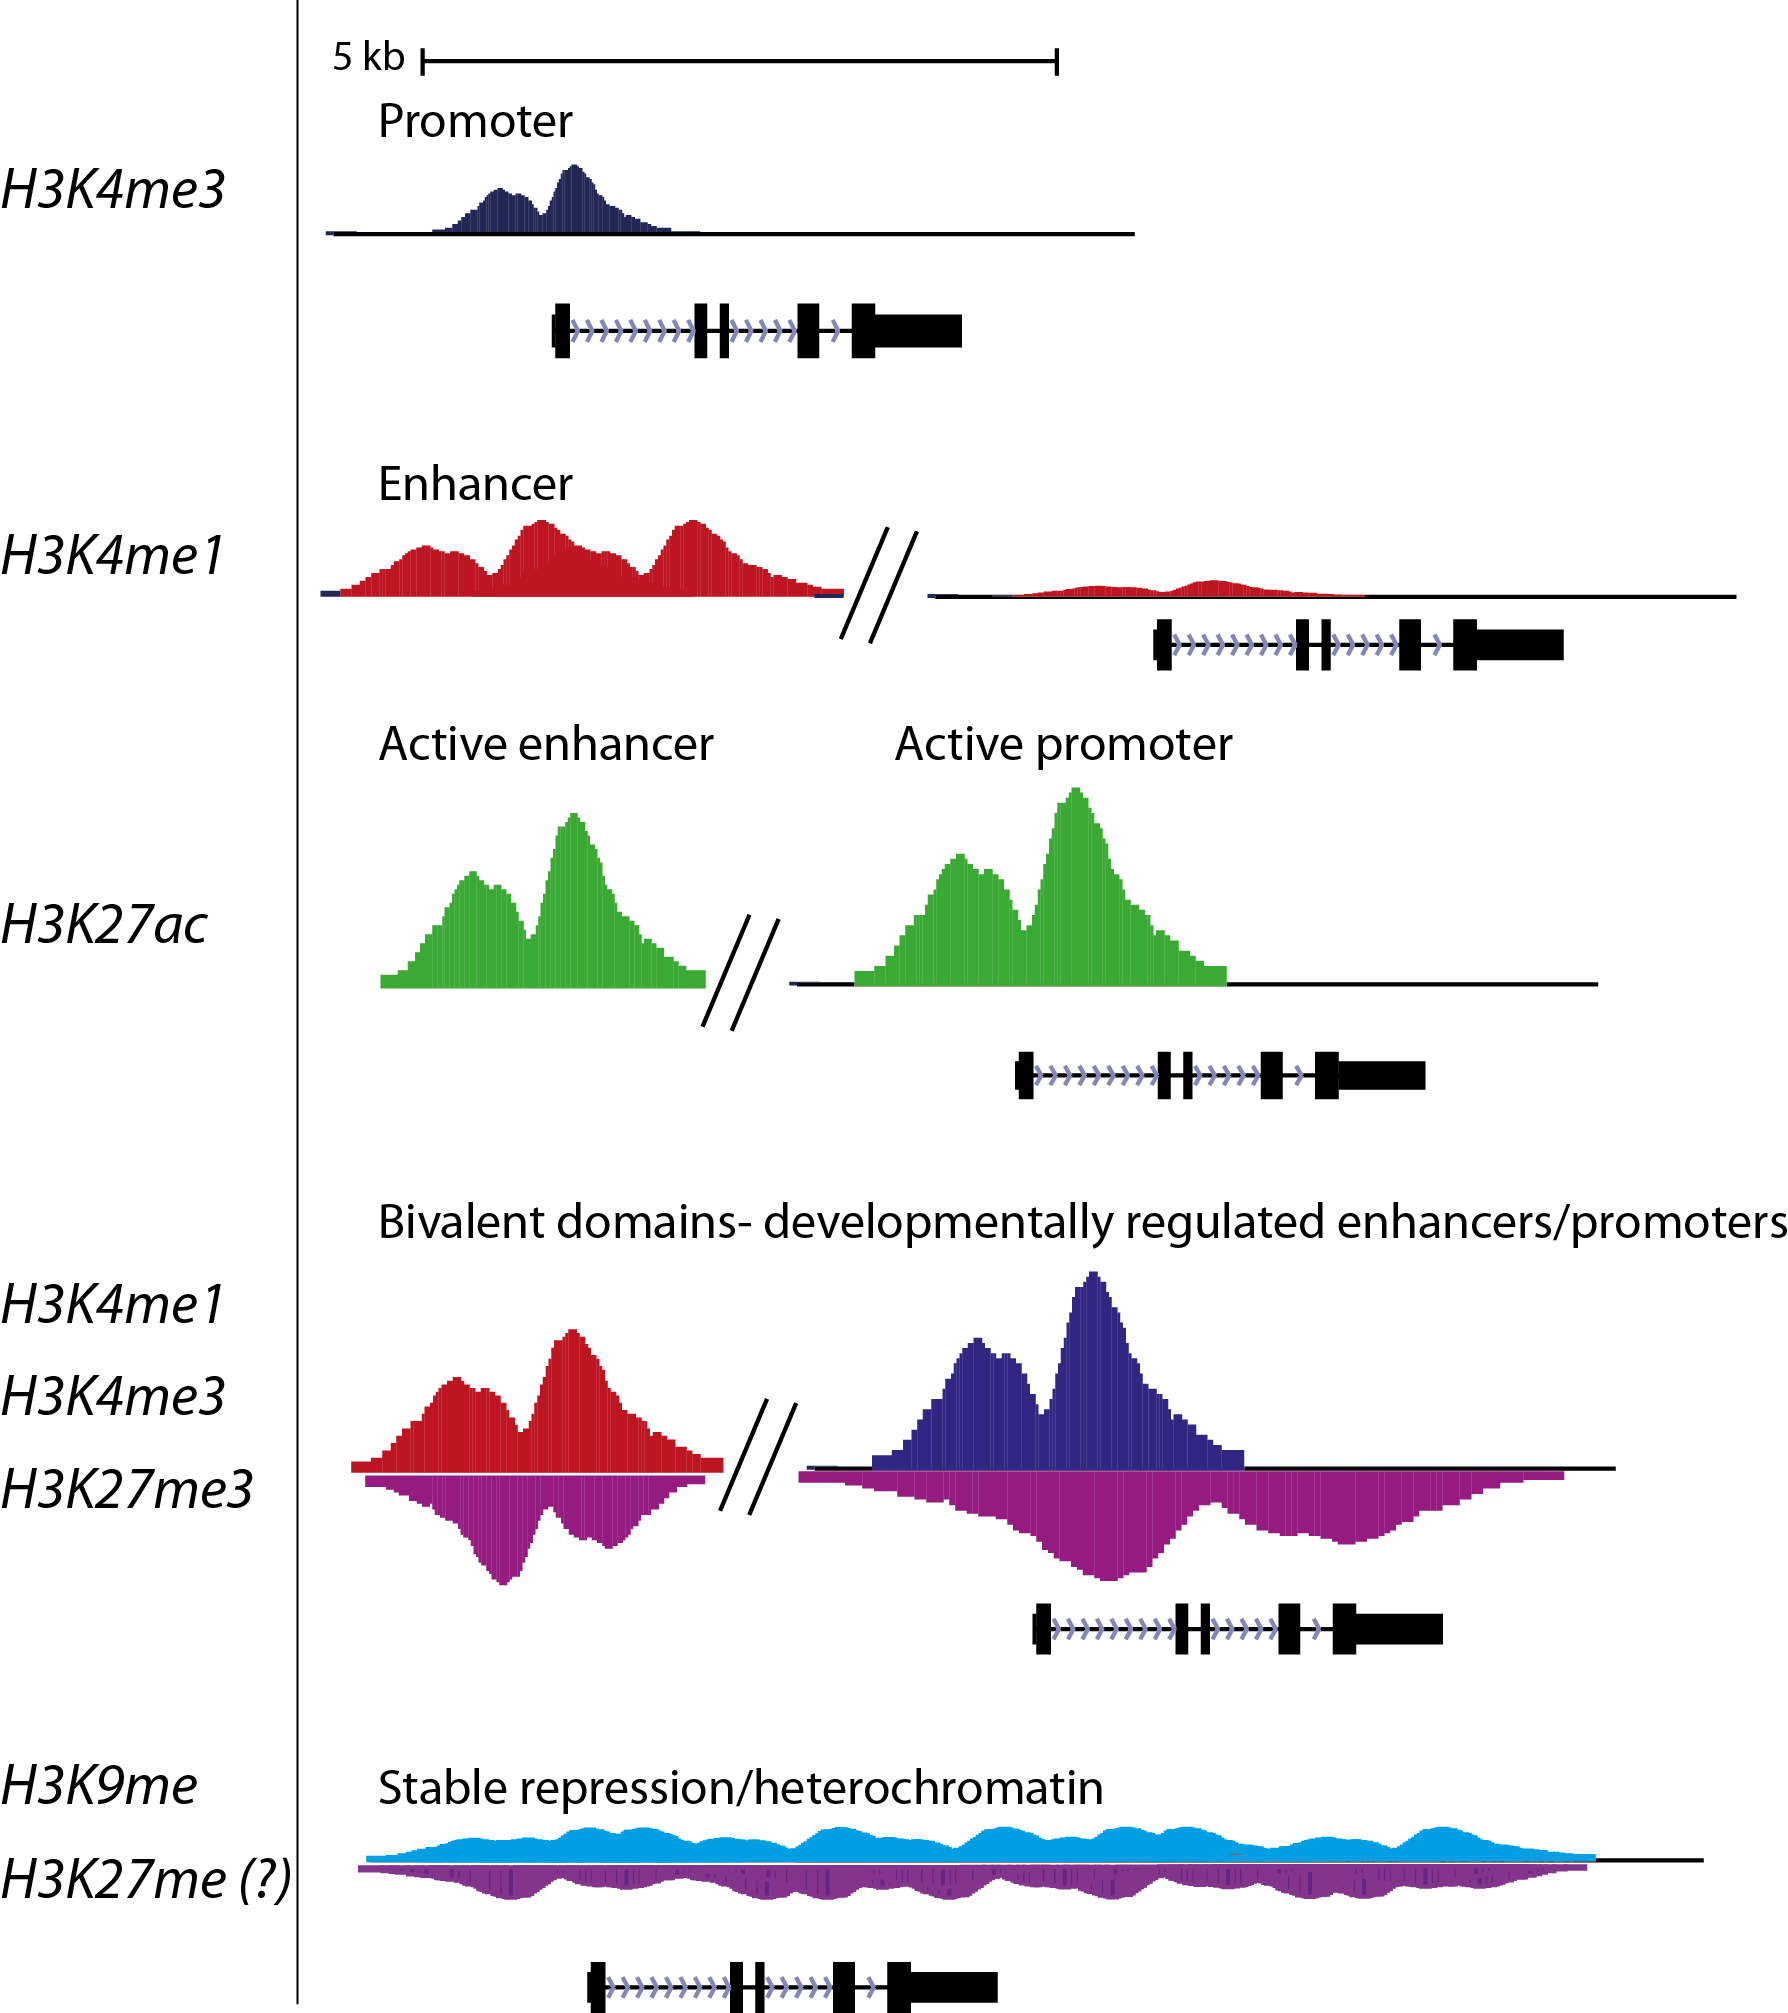 5 kb
Promoter
H3K4me3
Enhancer
H3K4me1
Active enhancer Active promoter
H3K27ac
Bivalent domains- developmentally regulated enhancers/promoters
H3K4me1
H3K4me3
H3K27me3
H3K9me
Stable repression/heterochromatin
H3K27me (?)